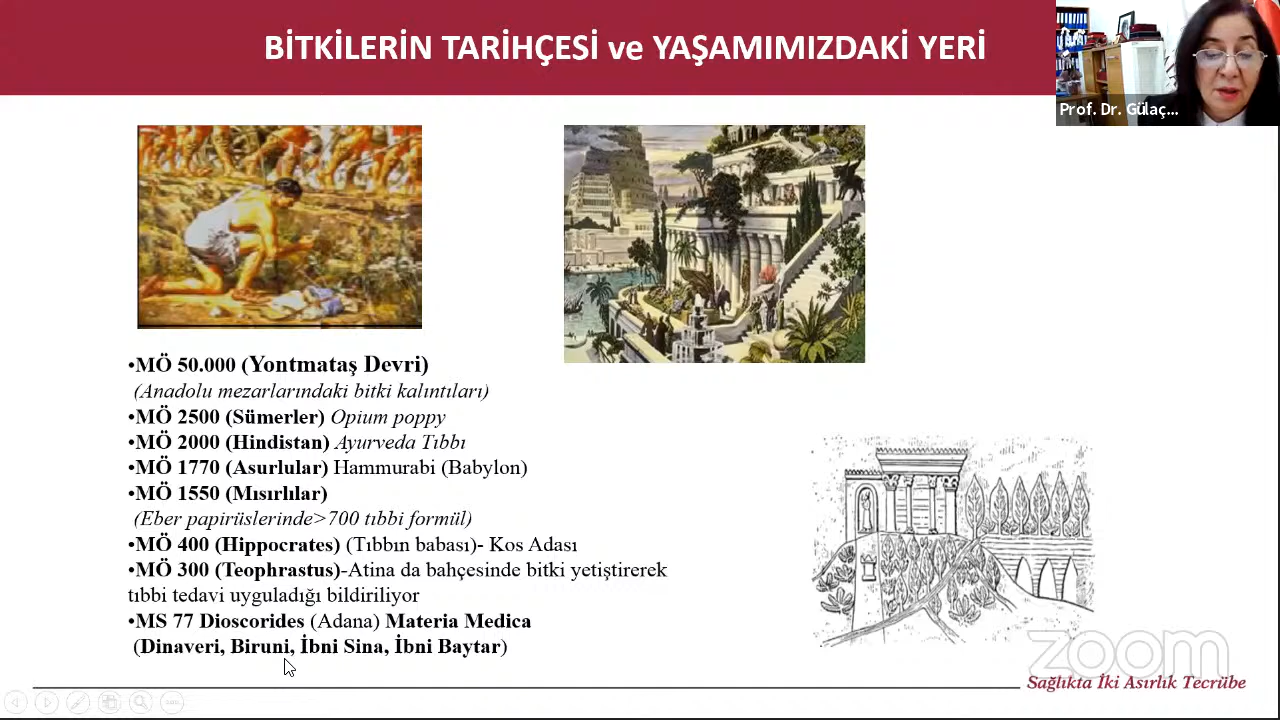 BİTKİLERİN TARİHÇESİ ve YAŞAMIMIZDAKİ YERİ
Prof. Dr. Gülaç...
•MÖ 50.000 (Yontmataş Devri)
(Anadolu mezarlarındaki bitki kalıntıları)
•MÖ 2500 (Sümerler) Opium poppy
•MÖ 2000 (Hindistan) Ayurveda Tıbbı
•MÖ 1770 (Asurlular) Hammurabi (Babylon)
•MÖ 1550 (Mısırlılar)
(Eber papirüslerinde>700 tıbbi formül)
•MÖ 400 (Hippocrates) (Tıbbın babası)- Kos Adası
•MÖ 300 (Teophrastus)-Atina da bahçesinde bitki yetiştirerek
tıbbi tedavi uyguladığı bildiriliyor
•MS 77 Dioscorides (Adana) Materia Medica
(Dinaveri, Biruni, İbni Sina, İbni Baytar)
zoom
Sağlıkta İki Asırlık Tecrübe